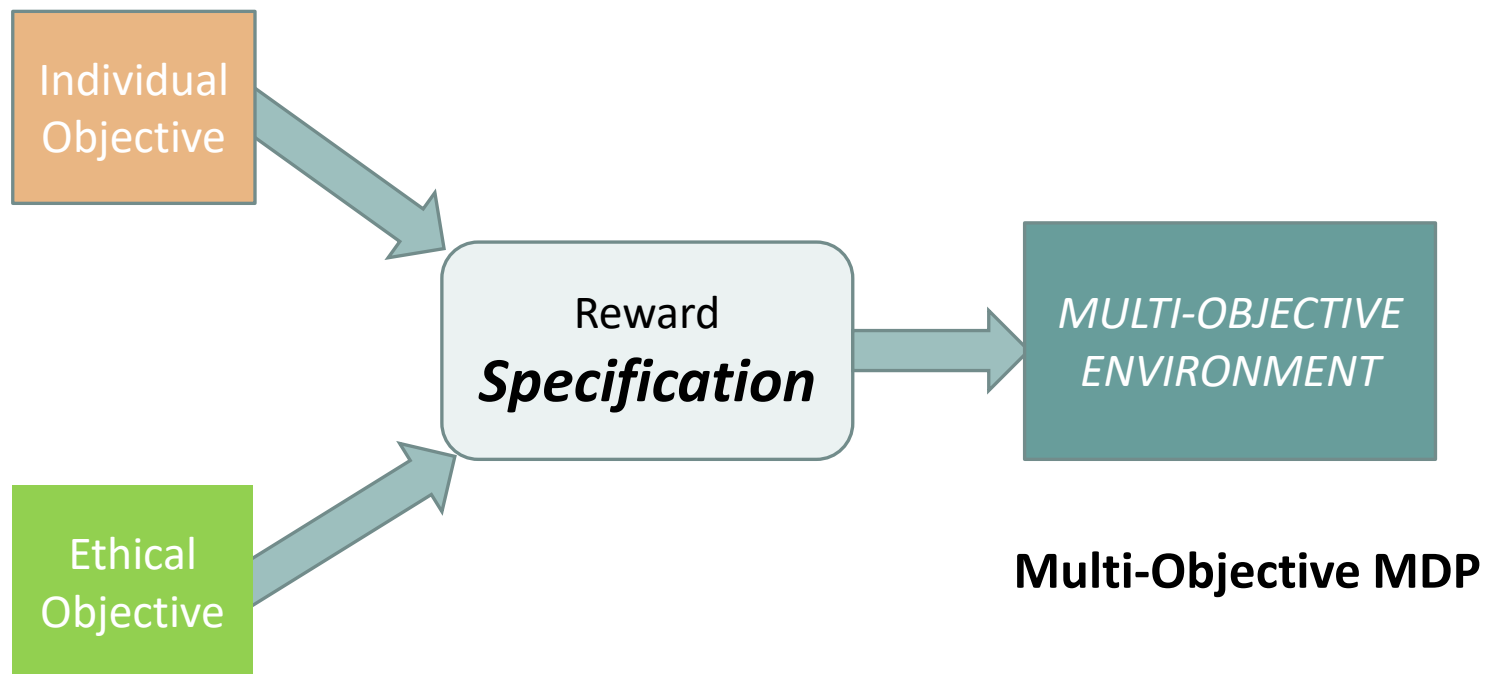 Individual
Objective
Reward
Specification
MULTI-OBJECTIVE
ENVIRONMENT
Ethical
Objective
Multi-Objective MDP